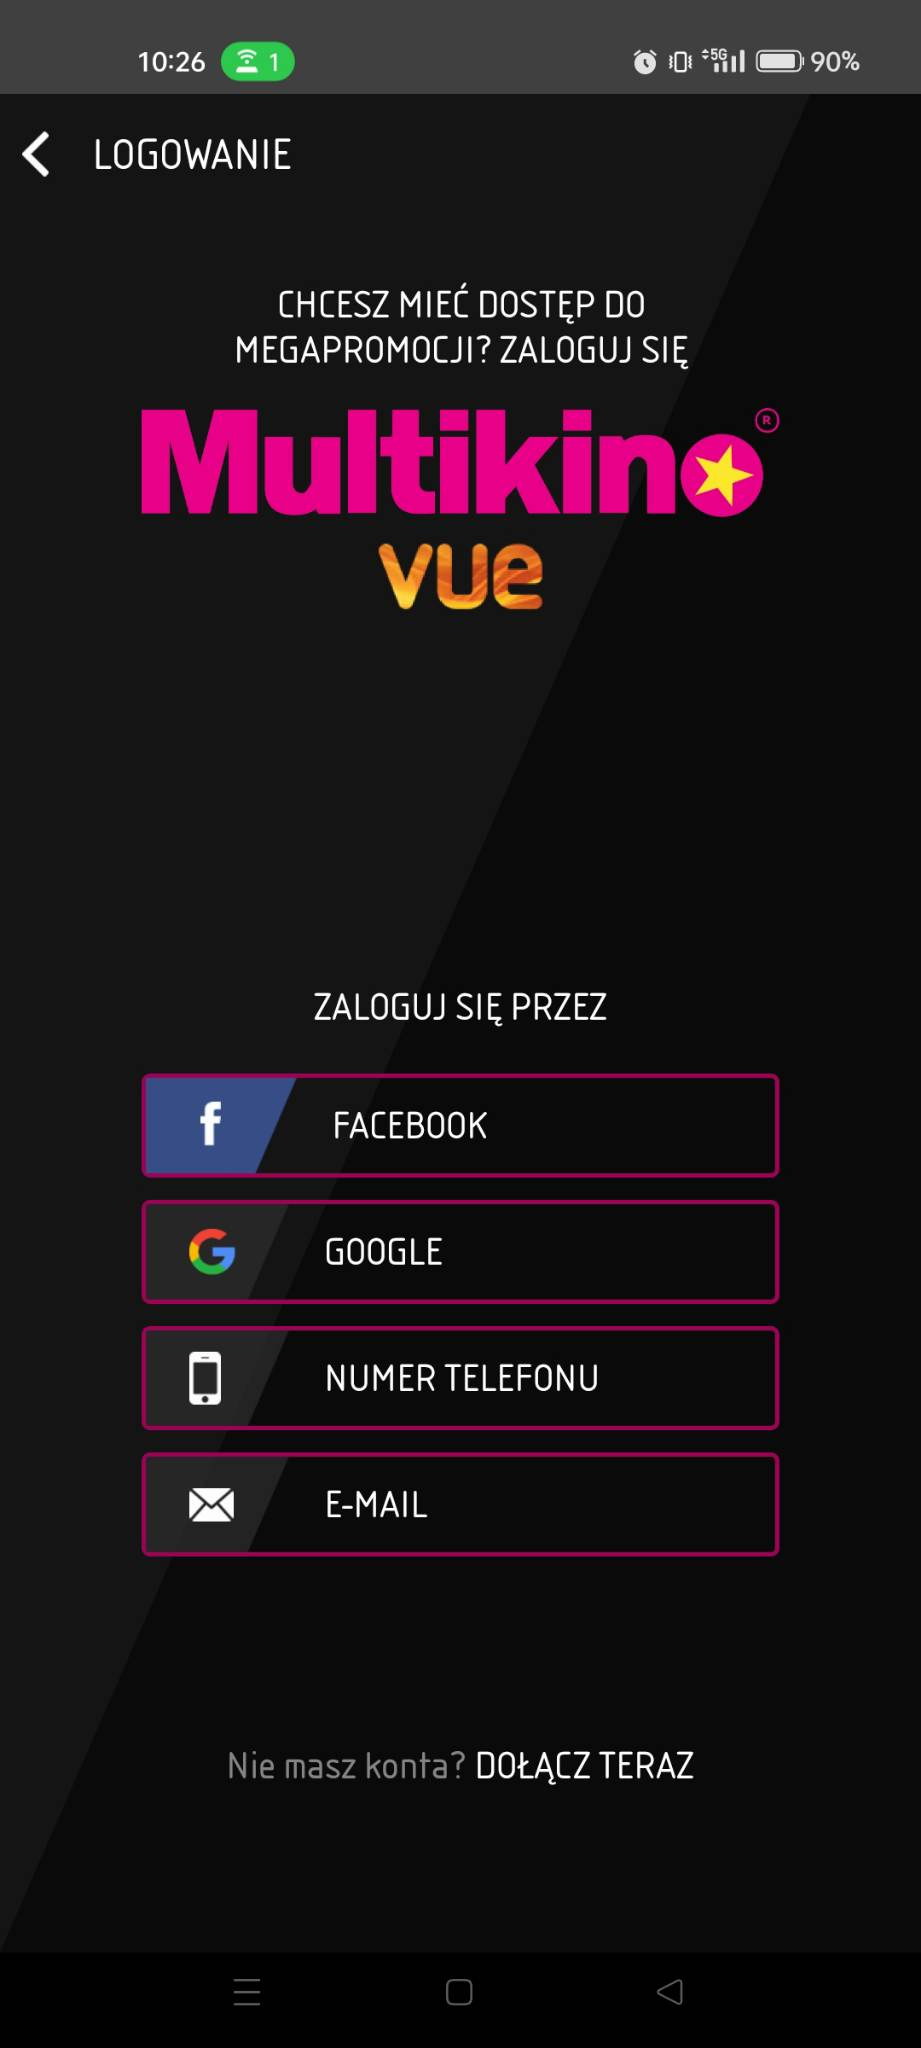 10:26 1 5G 90%
LOGOWANIE
CHCESZ MIEĆ DOSTĘP DO
MEGAPROMOCJI? ZALOGUJ SIĘ
Multikino®
vue
ZALOGUJ SIĘ PRZEZ
FACEBOOK
GOOGLE
NUMER TELEFONU
E-MAIL
Nie masz konta? DOŁĄCZ TERAZ